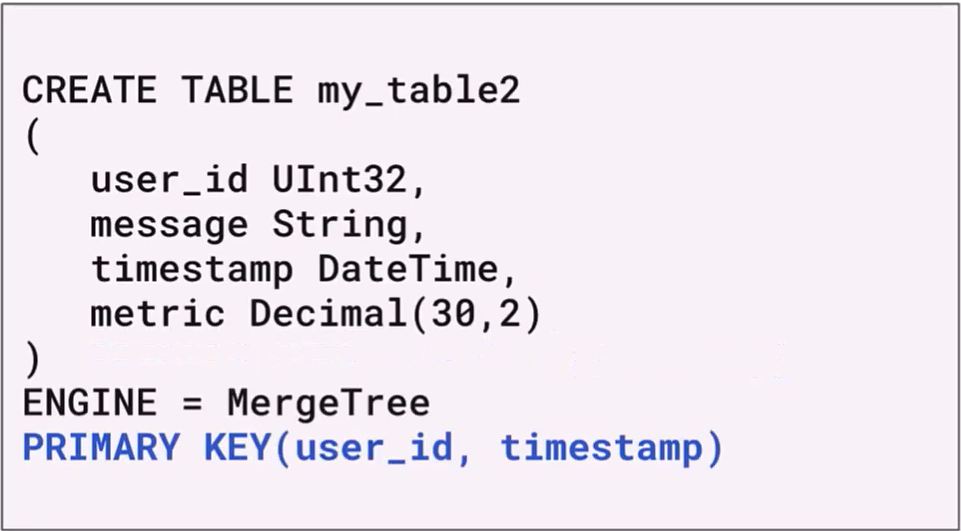 CREATE TABLE my_table2
(
user_id UInt32,
message String,
timestamp DateTime,
metric Decimal(30,2)
)
ENGINE = MergeTree
PRIMARY KEY(user_id, timestamp)